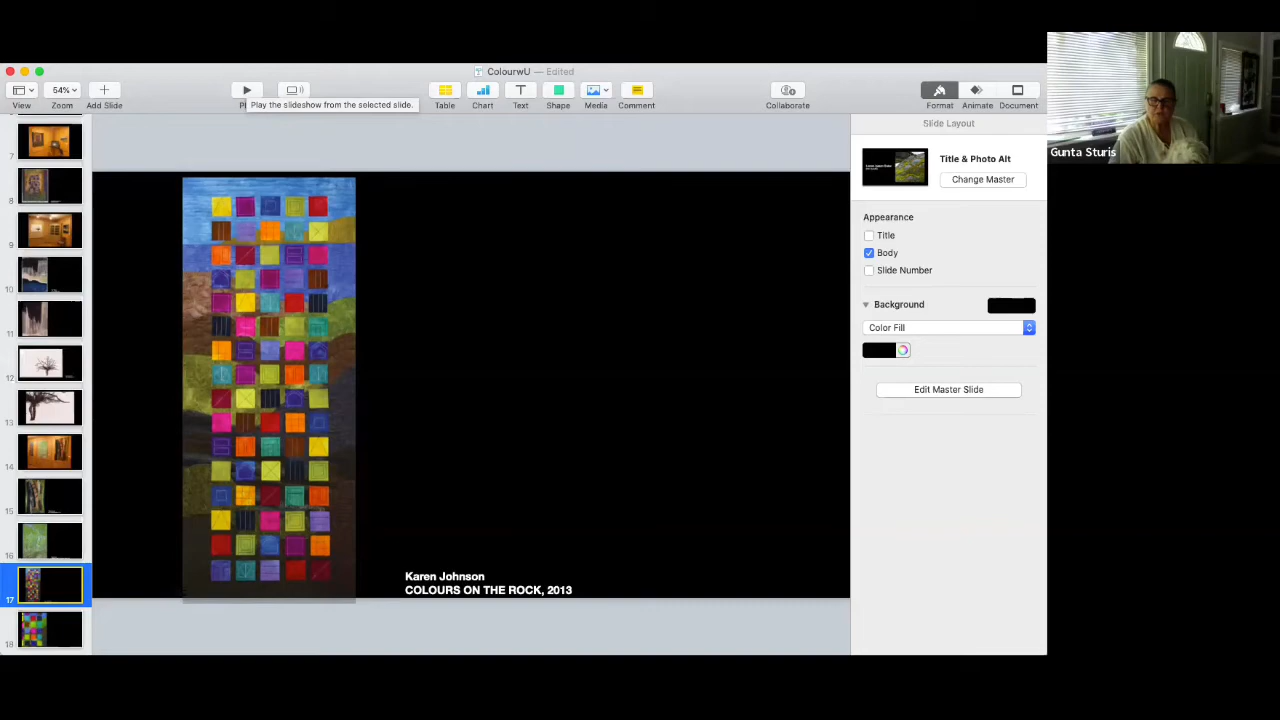 ColourwU — Edited
54%
View
Zoom
Add Slide
Play the slideshow from the selected slide.
Table
Chart
Text
Shape
Media
Comment
Collaborate
Format
Animate
Document
Slide Layout
Title & Photo Alt
Change Master
Appearance
Title
Body
Slide Number
Background
Color Fill
Edit Master Slide
7
8
9
10
11
12
13
14
15
16
17
18
Karen Johnson
COLOURS ON THE ROCK, 2013
Gunta Sturis